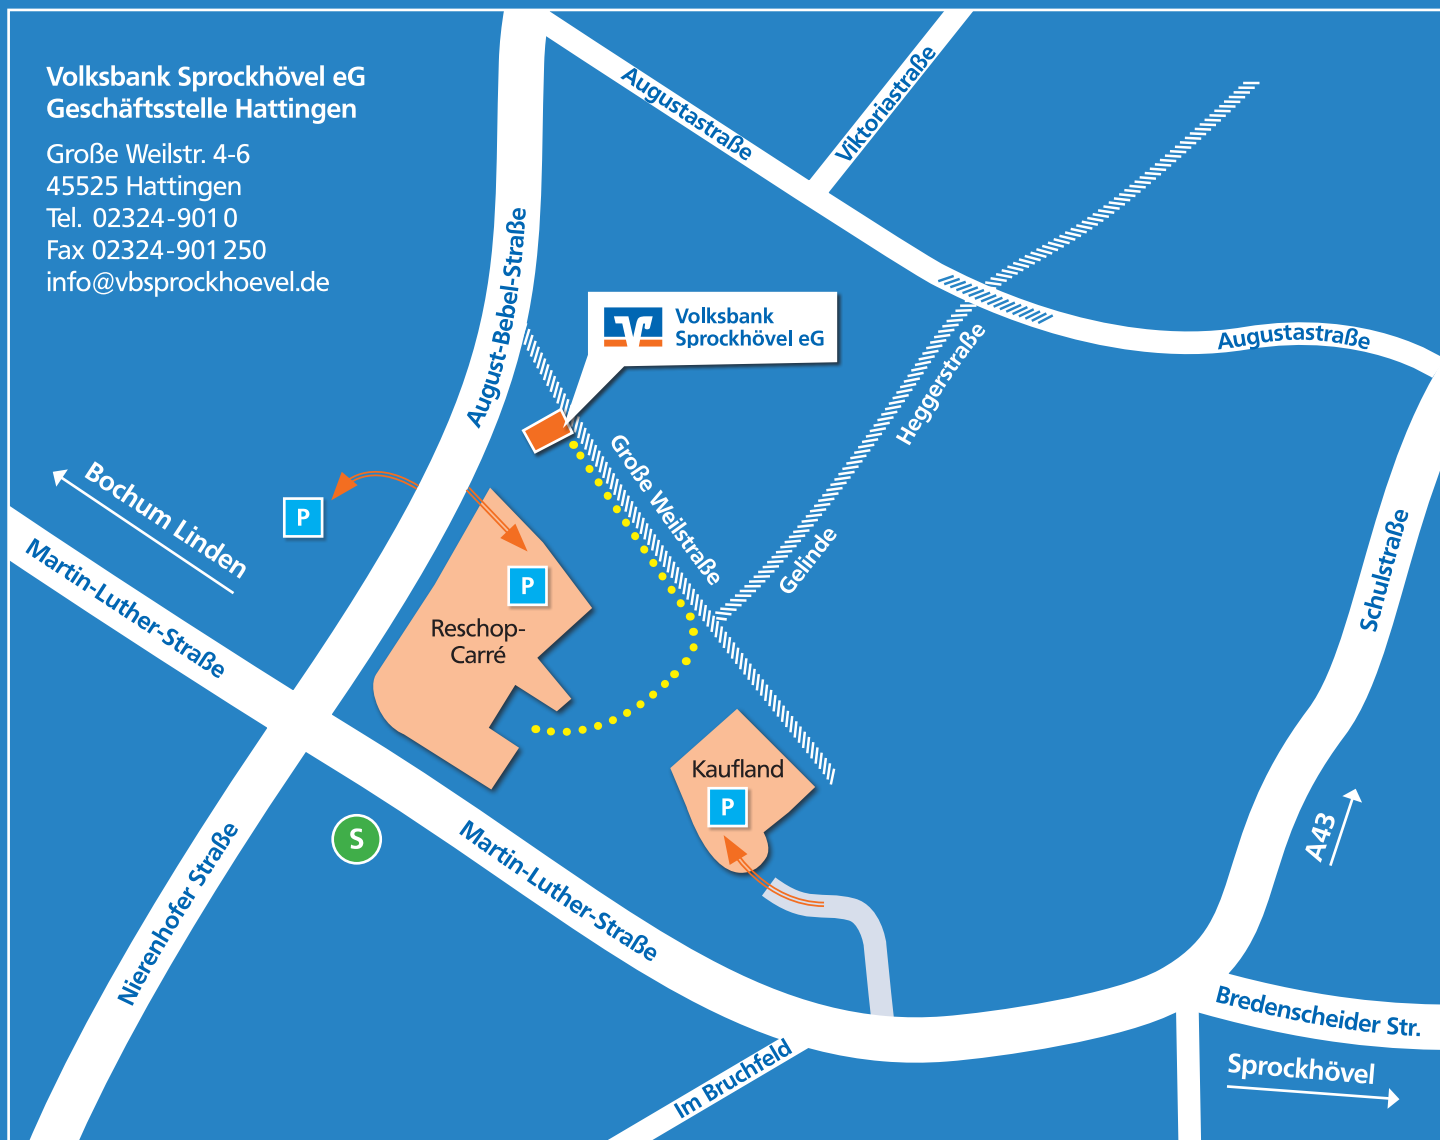 Volksbank Sprockhövel eG
Geschäftsstelle Hattingen
Große Weilstr. 4-6
45525 Hattingen
Tel. 02324-901 0
Fax 02324-901 250
info@vbsprockhoevel.de
Augustastraße
Viktoriastraße
August-Bebel-Straße
Volksbank
Sprockhövel eG
Augustastraße
Heggerstraße
Große Weilstraße
Gelinde
Bochum Linden
P
Martin-Luther-Straße
P
Reschop-
Carré
Schulstraße
Kaufland
P
S
A43
Nierenhofer Straße
Martin-Luther-Straße
Bredenscheider Str.
Sprockhövel
Im Bruchfeld